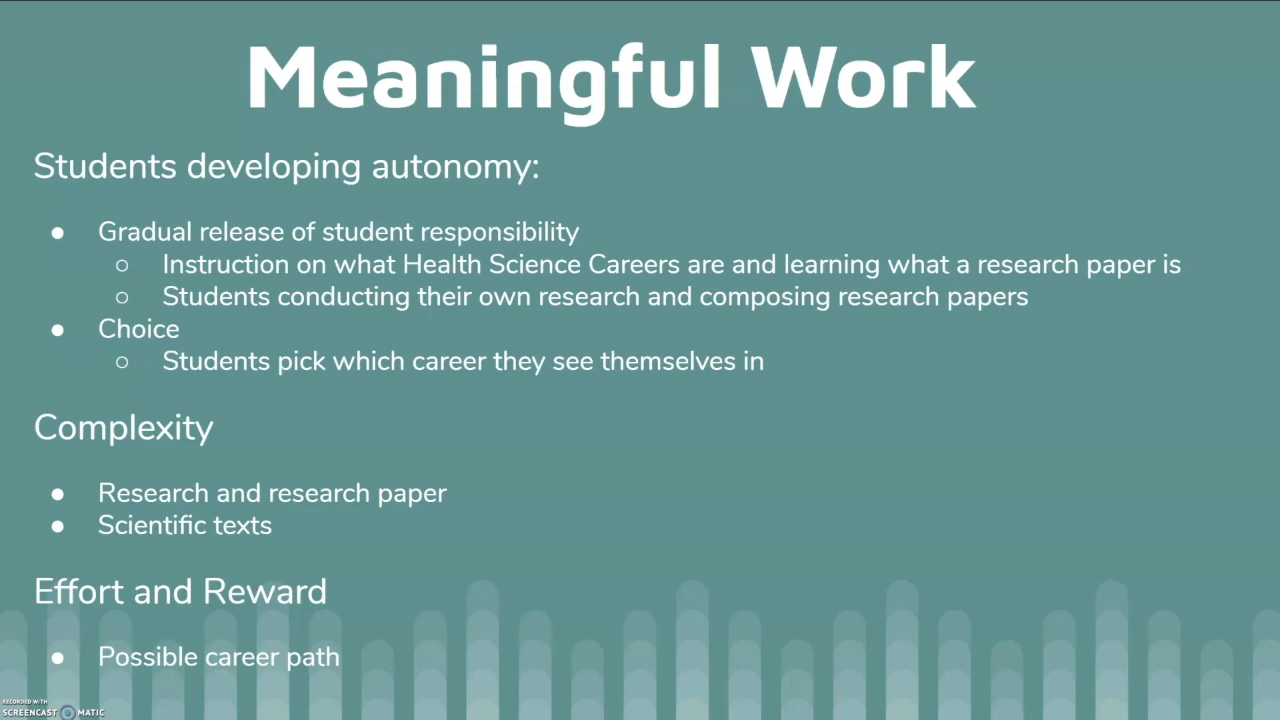 Meaningful Work
Students developing autonomy:
● Gradual release of student responsibility
○ Instruction on what Health Science Careers are and learning what a research paper is
○ Students conducting their own research and composing research papers
● Choice
○ Students pick which career they see themselves in
Complexity
● Research and research paper
● Scientific texts
Effort and Reward
● Possible career path
RECORDED WITH
SCREENCAST MATIC